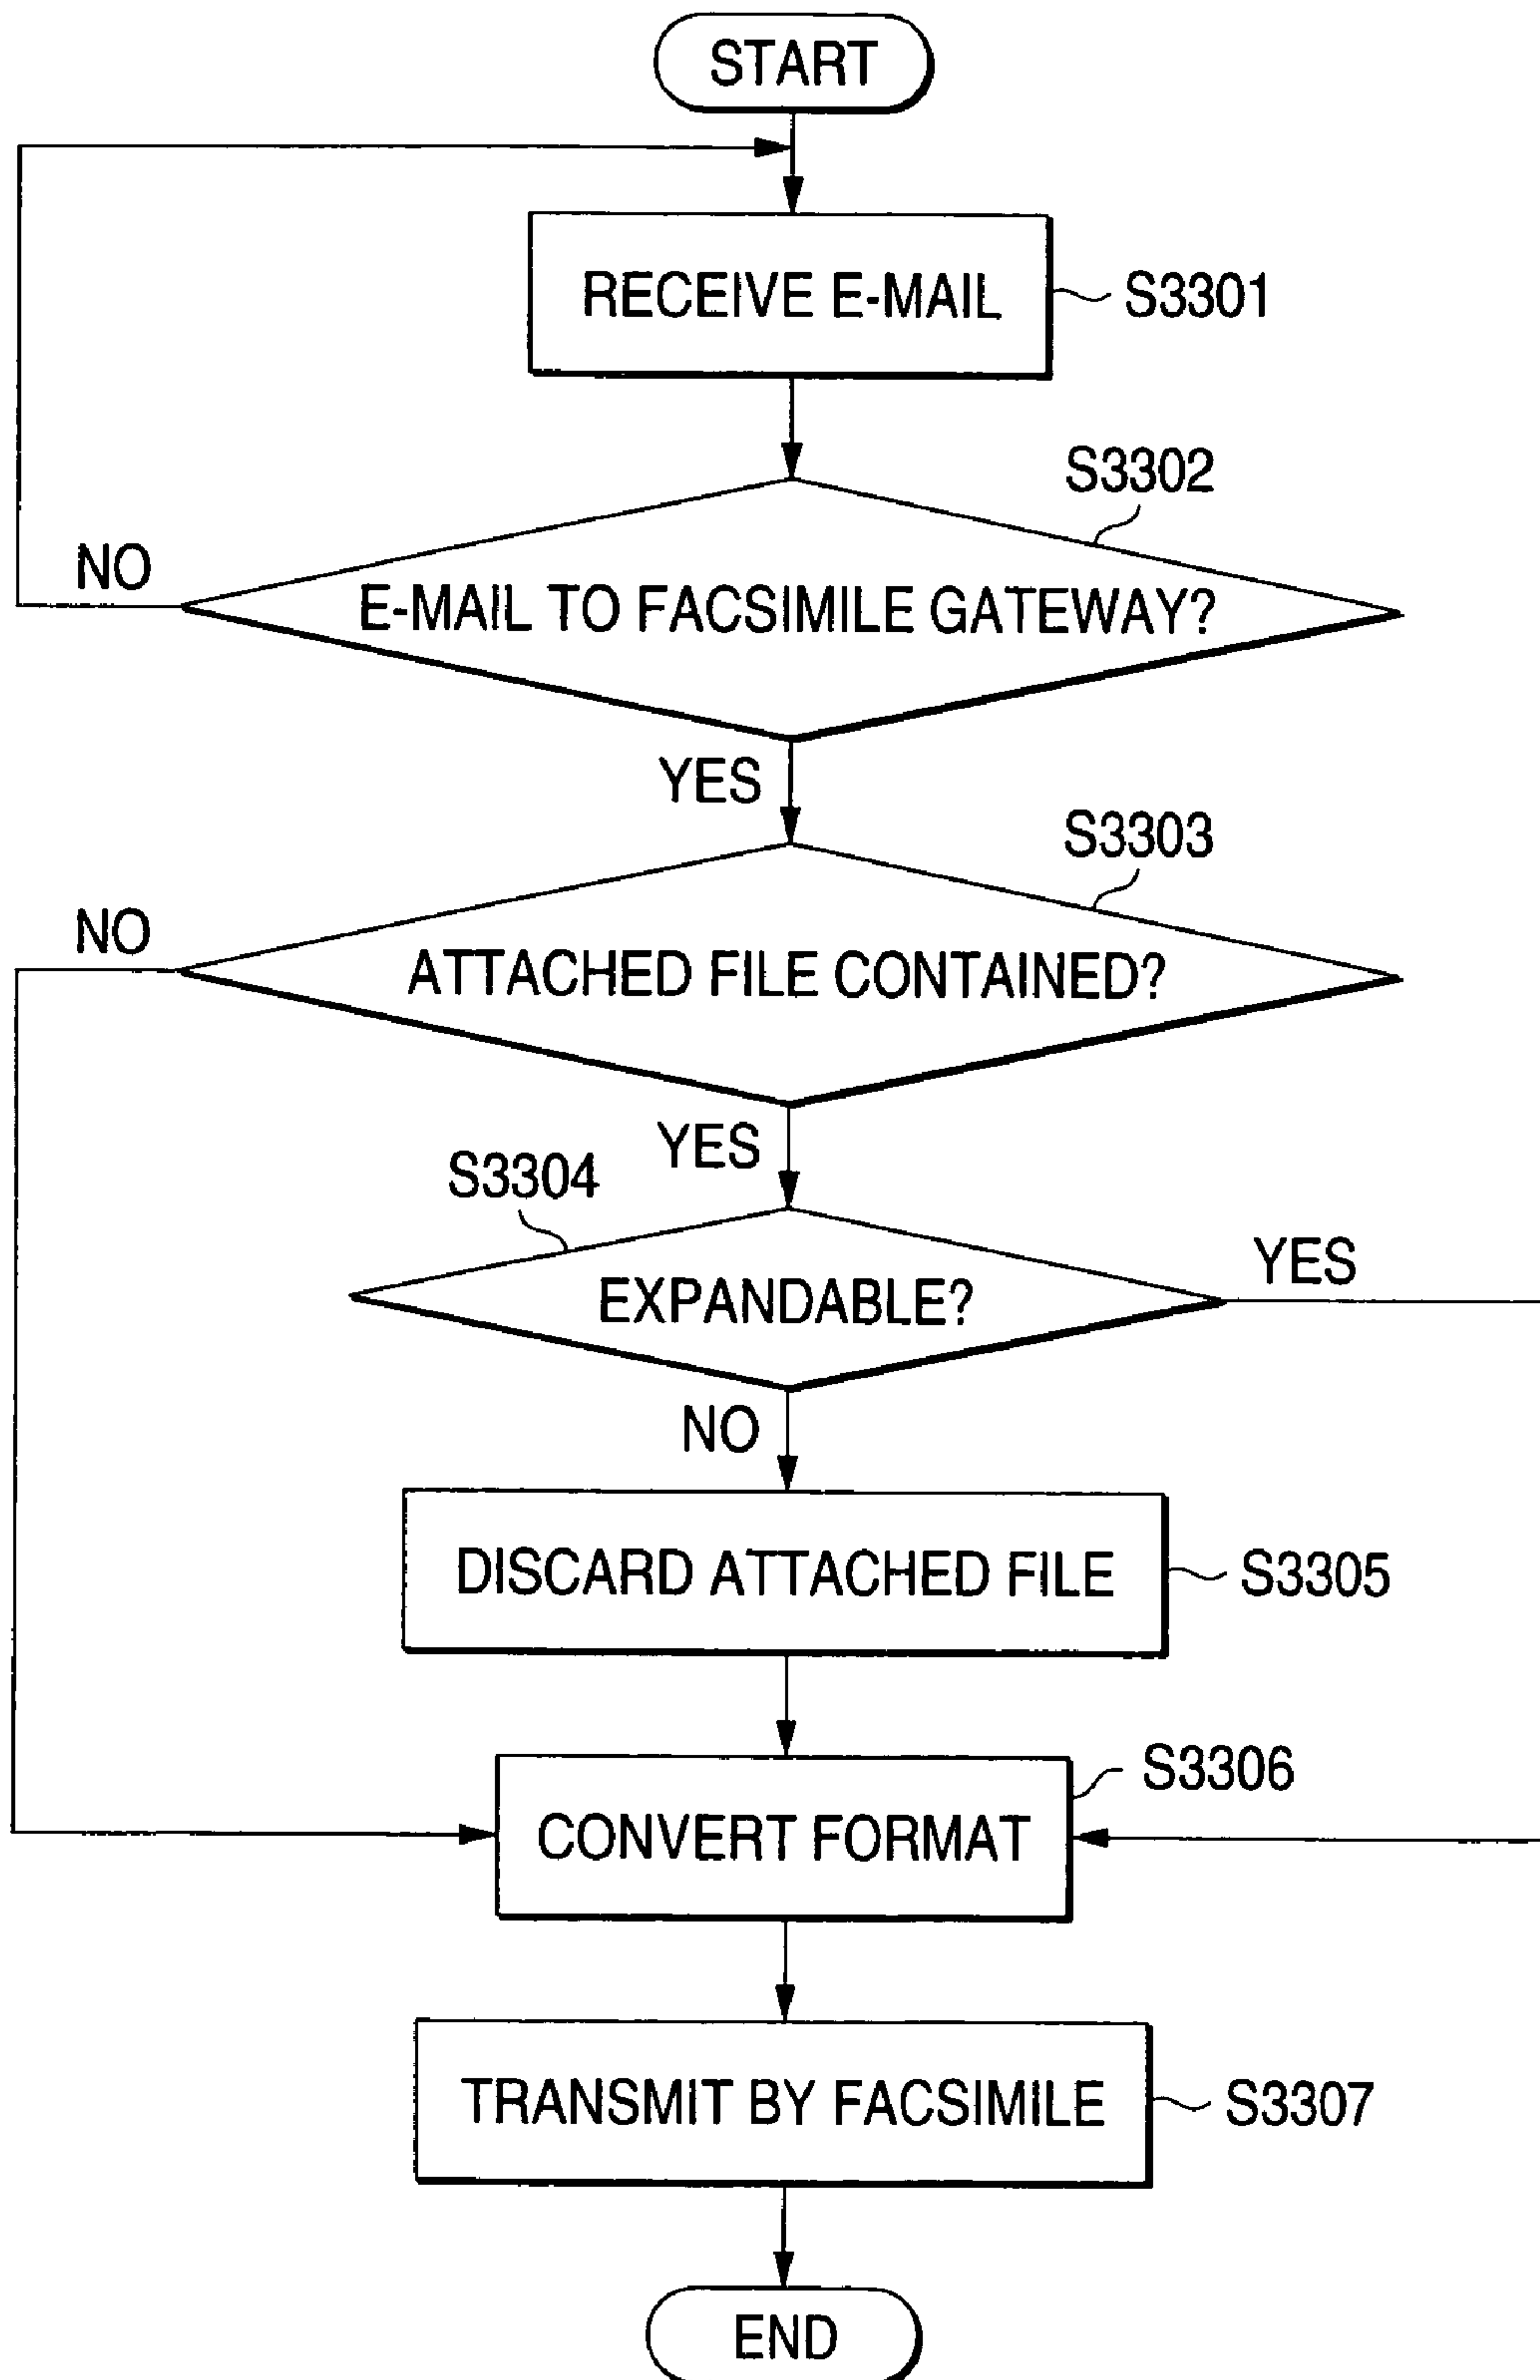 START
RECEIVE E-MAIL
S3301
S3302
NO
E-MAIL TO FACSIMILE GATEWAY?
YES
S3303
NO
ATTACHED FILE CONTAINED?
YES
S3304
YES
EXPANDABLE?
NO
DISCARD ATTACHED FILE
S3305
S3306
CONVERT FORMAT
TRANSMIT BY FACSIMILE
S3307
END